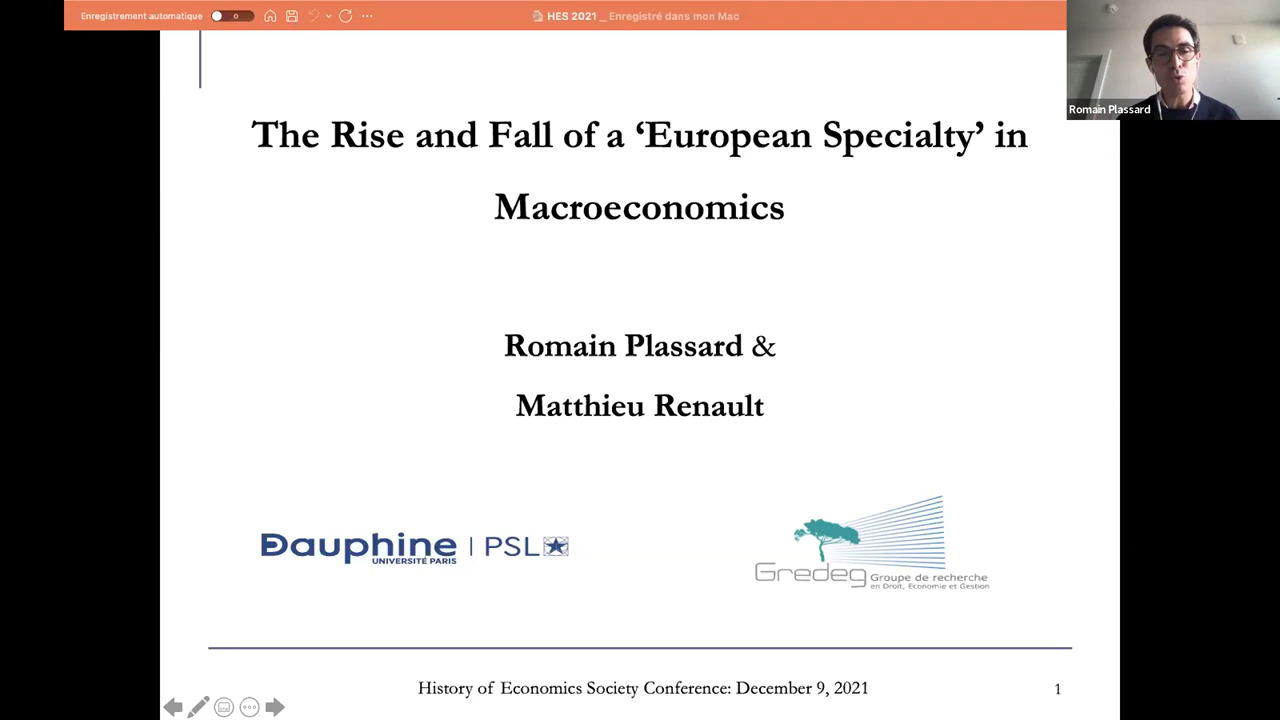 Enregistrement automatique
HES 2021 _ Enregistré dans mon Mac
Romain Plassard
The Rise and Fall of a ‘European Specialty’ in
Macroeconomics
Romain Plassard &
Matthieu Renault
Dauphine | PSL
UNIVERSITÉ PARIS
Gredeg Groupe de recherche
en Droit, Economie et Gestion
History of Economics Society Conference: December 9, 2021
1